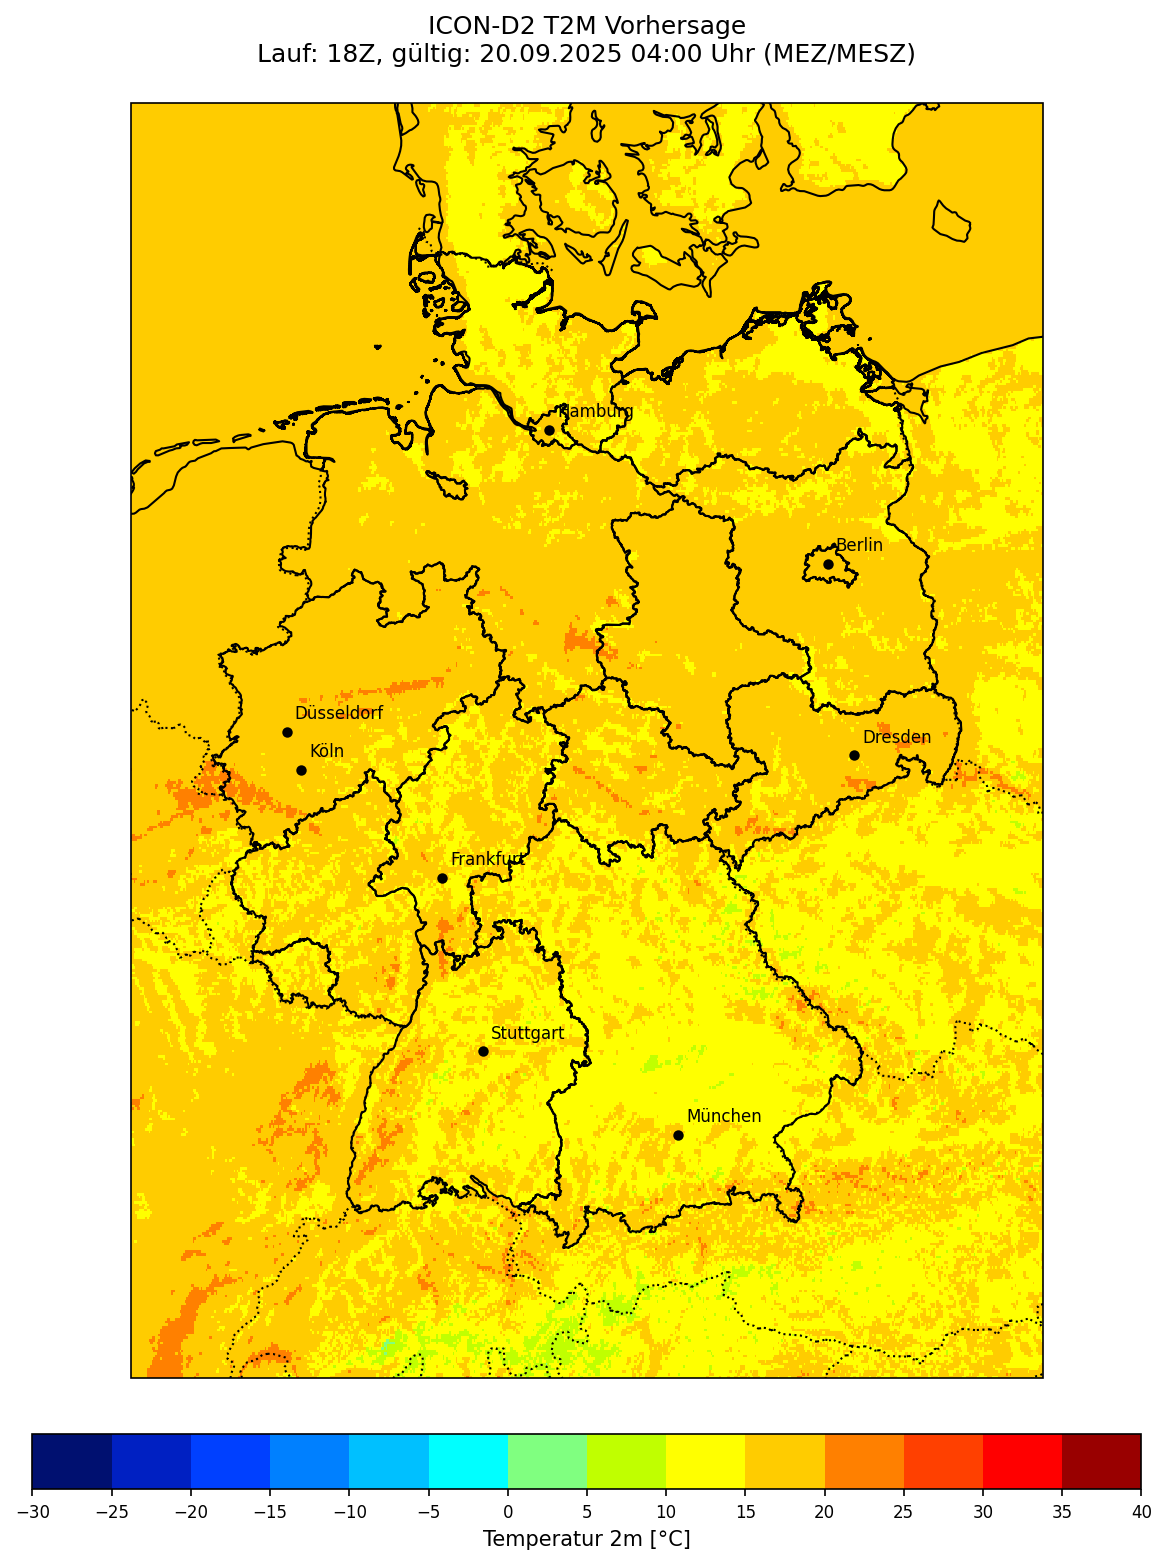 ICON-D2 T2M Vorhersage
Lauf: 18Z, gültig: 20.09.2025 04:00 Uhr (MEZ/MESZ)
Hamburg
Berlin
Düsseldorf
Dresden
Köln
Frankfurt
Stuttgart
München
−30 −25 −20 −15 −10 −5 0 5 10 15 20 25 30 35 40
Temperatur 2m [°C]